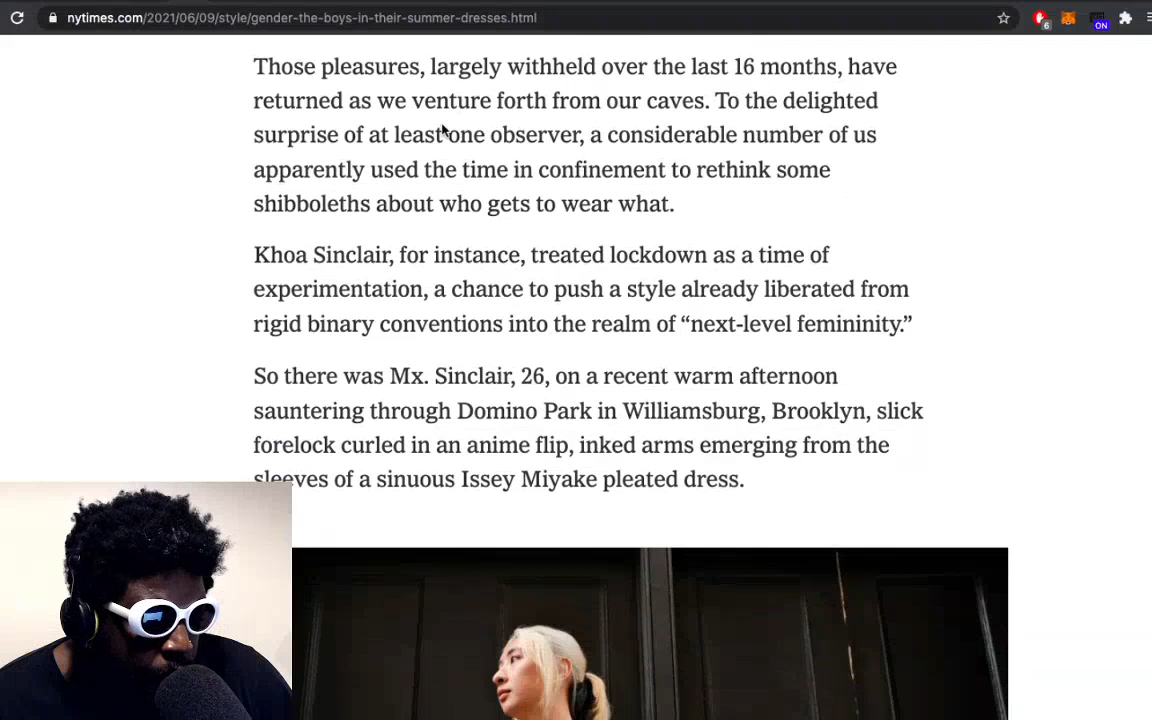 nytimes.com/2021/06/09/style/gender-the-boys-in-their-summer-dresses.html
6
ON
Those pleasures, largely withheld over the last 16 months, have
returned as we venture forth from our caves. To the delighted
surprise of at least one observer, a considerable number of us
apparently used the time in confinement to rethink some
shibboleths about who gets to wear what.
Khoa Sinclair, for instance, treated lockdown as a time of
experimentation, a chance to push a style already liberated from
rigid binary conventions into the realm of “next-level femininity.”
So there was Mx. Sinclair, 26, on a recent warm afternoon
sauntering through Domino Park in Williamsburg, Brooklyn, slick
forelock curled in an anime flip, inked arms emerging from the
sleeves of a sinuous Issey Miyake pleated dress.